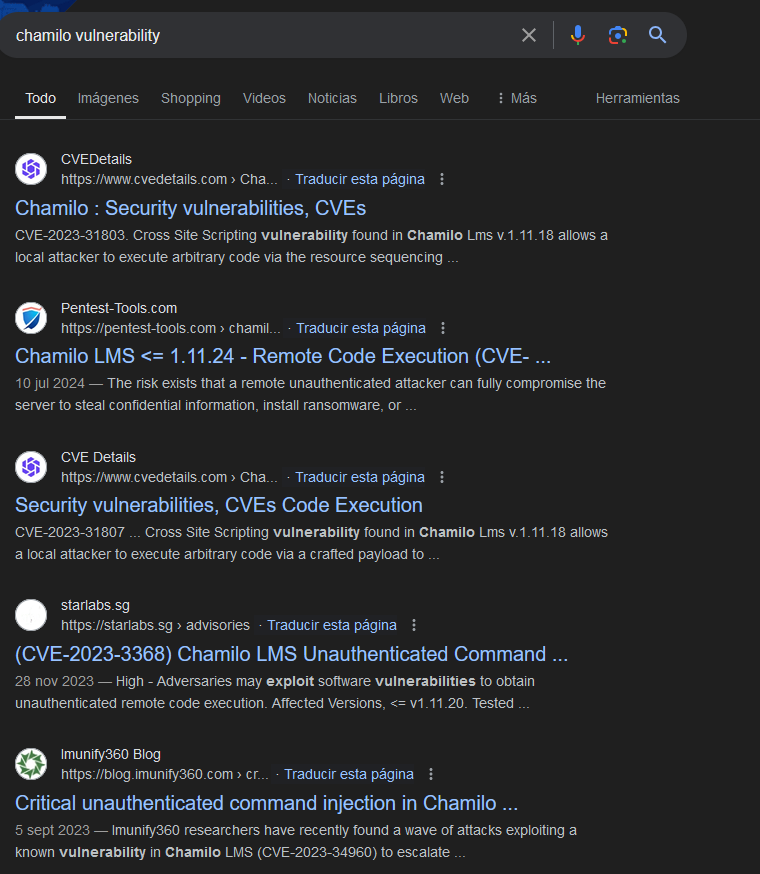 chamilo vulnerability
Todo Imágenes Shopping Videos Noticias Libros Web Más Herramientas
CVEDetails
https://www.cvedetails.com › Cha... · Traducir esta página
Chamilo : Security vulnerabilities, CVEs
CVE-2023-31803. Cross Site Scripting vulnerability found in Chamilo Lms v.1.11.18 allows a
local attacker to execute arbitrary code via the resource sequencing ...
Pentest-Tools.com
https://pentest-tools.com › chamil... · Traducir esta página
Chamilo LMS <= 1.11.24 - Remote Code Execution (CVE- ...
10 jul 2024 — The risk exists that a remote unauthenticated attacker can fully compromise the
server to steal confidential information, install ransomware, or ...
CVE Details
https://www.cvedetails.com › Cha... · Traducir esta página
Security vulnerabilities, CVEs Code Execution
CVE-2023-31807 ... Cross Site Scripting vulnerability found in Chamilo Lms v.1.11.18 allows
a local attacker to execute arbitrary code via a crafted payload to ...
starlabs.sg
https://starlabs.sg › advisories · Traducir esta página
(CVE-2023-3368) Chamilo LMS Unauthenticated Command ...
28 nov 2023 — High - Adversaries may exploit software vulnerabilities to obtain
unauthenticated remote code execution. Affected Versions, <= v1.11.20. Tested ...
Imunify360 Blog
https://blog.imunify360.com › cr... · Traducir esta página
Critical unauthenticated command injection in Chamilo ...
5 sept 2023 — Imunify360 researchers have recently found a wave of attacks exploiting a
known vulnerability in Chamilo LMS (CVE-2023-34960) to escalate ...